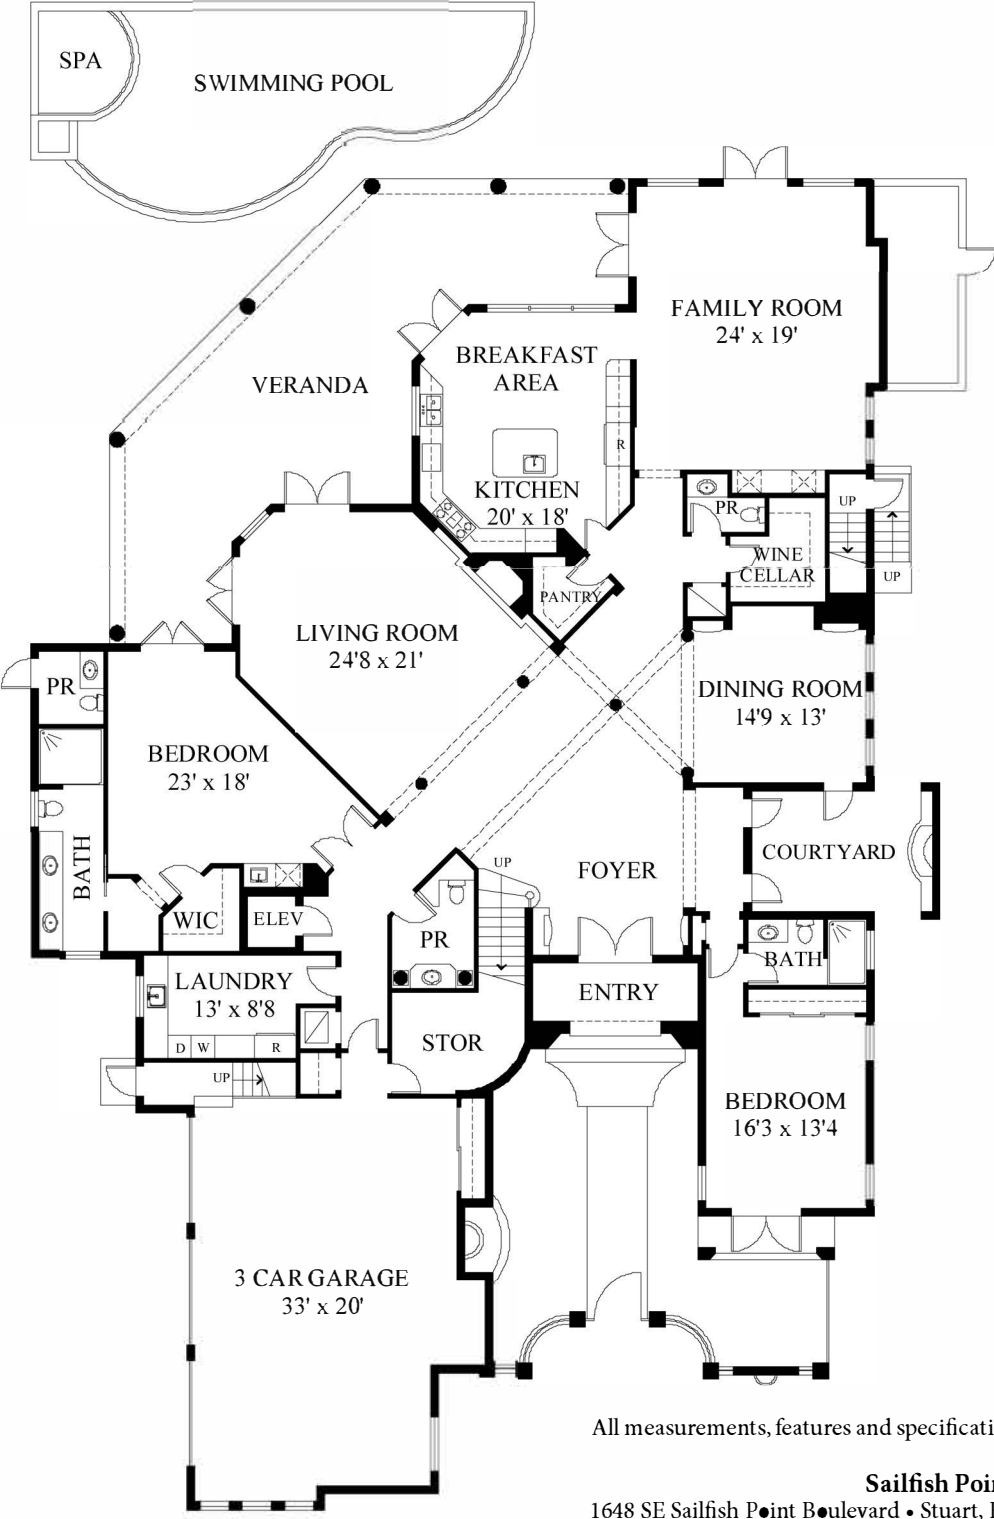 SPA
SWIMMING POOL
FAMILY ROOM
24' x 19'
BREAKFAST
AREA
VERANDA
R
KITCHEN
20' x 18'
PR
UP
WINE
CELLAR
UP
PANTRY
LIVING ROOM
24'8 x 21'
PR
DINING ROOM
14'9 x 13'
BEDROOM
23' x 18'
BATH
UP
FOYER
COURTYARD
WIC
ELEV
PR
BATH
LAUNDRY
13' x 8'8
ENTRY
D W R
STOR
UP
BEDROOM
16'3 x 13'4
3 CAR GARAGE
33' x 20'
All measurements, features and specificati
Sailfish Poin
1648 SE Sailfish Point Boulevard • Stuart,